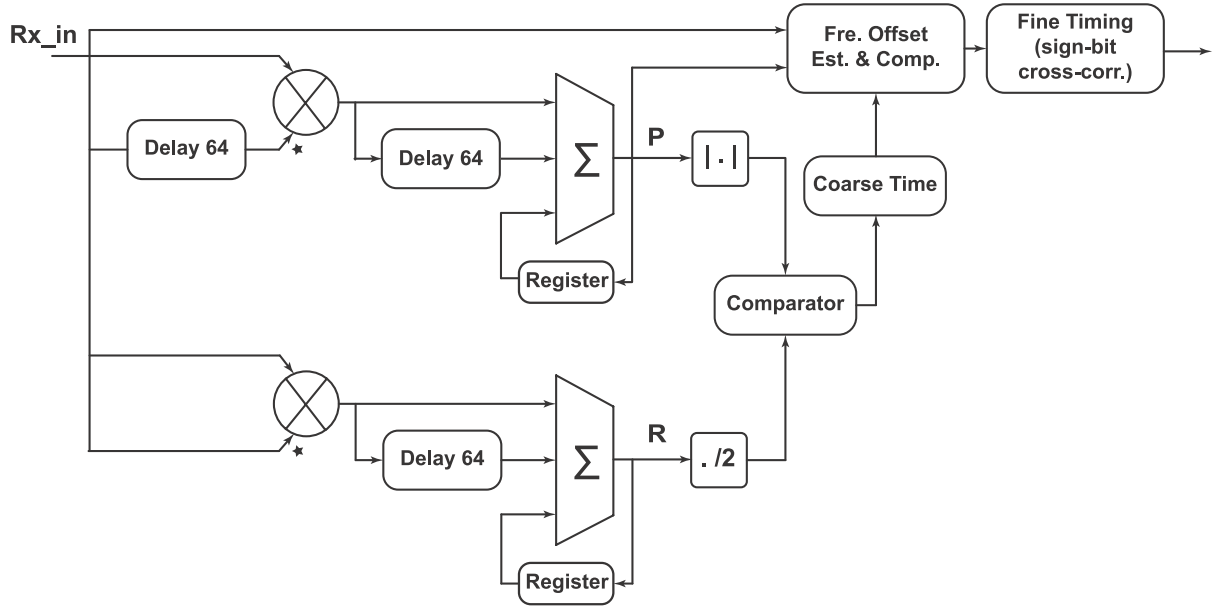 Rx_in
Fre. Offset
Est. & Comp.
Fine Timing
(sign-bit
cross-corr.)
Delay 64
Delay 64
Σ
P
| . |
Coarse Time
Register
Comparator
Delay 64
Σ
R
. /2
Register